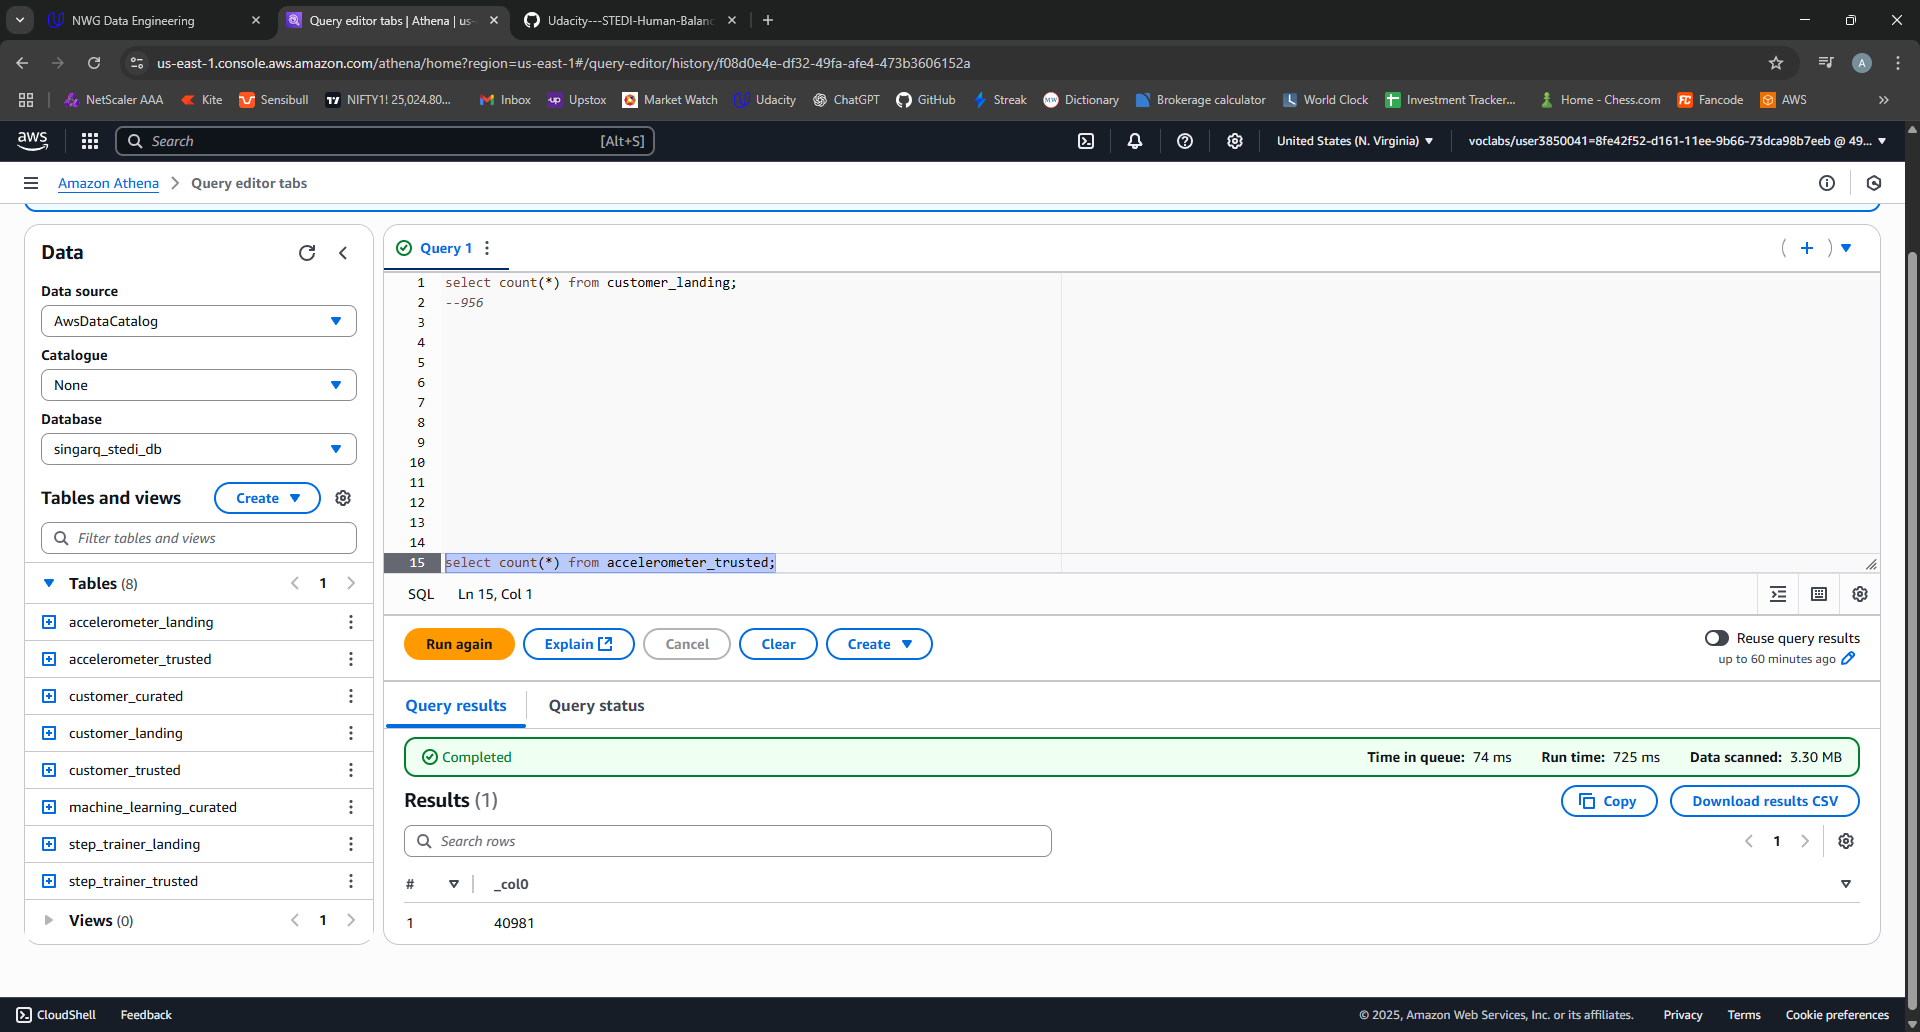 NWG Data Engineering
Query editor tabs | Athena | us-
Udacity---STEDI-Human-Balanc
us-east-1.console.aws.amazon.com/athena/home?region=us-east-1#/query-editor/history/f08d0e4e-df32-49fa-afe4-473b3606152a
A
NetScaler AAA
Kite
Sensibull
NIFTY1! 25,024.80...
Inbox
Upstox
Market Watch
Udacity
ChatGPT
GitHub
Streak
Dictionary
Brokerage calculator
World Clock
Investment Tracker...
Home - Chess.com
Fancode
AWS
aws
Search
[Alt+S]
United States (N. Virginia)
voclabs/user3850041=8fe42f52-d161-11ee-9b66-73dca98b7eeb @ 49...
Amazon Athena
Query editor tabs
Data
Data source
AwsDataCatalog
Catalogue
None
Database
singarq_stedi_db
Tables and views
Create
Filter tables and views
Tables (8)
1
accelerometer_landing
accelerometer_trusted
customer_curated
customer_landing
customer_trusted
machine_learning_curated
step_trainer_landing
step_trainer_trusted
Views (0)
1
Query 1
1 select count(*) from customer_landing;
2 --956
3
4
5
6
7
8
9
10
11
12
13
14
15 select count(*) from accelerometer_trusted;
SQL
Ln 15, Col 1
Run again
Explain
Cancel
Clear
Create
Reuse query results
up to 60 minutes ago
Query results
Query status
Completed
Time in queue: 74 ms
Run time: 725 ms
Data scanned: 3.30 MB
Results (1)
Copy
Download results CSV
Search rows
1
#
_col0
1
40981
CloudShell
Feedback
© 2025, Amazon Web Services, Inc. or its affiliates.
Privacy
Terms
Cookie preferences